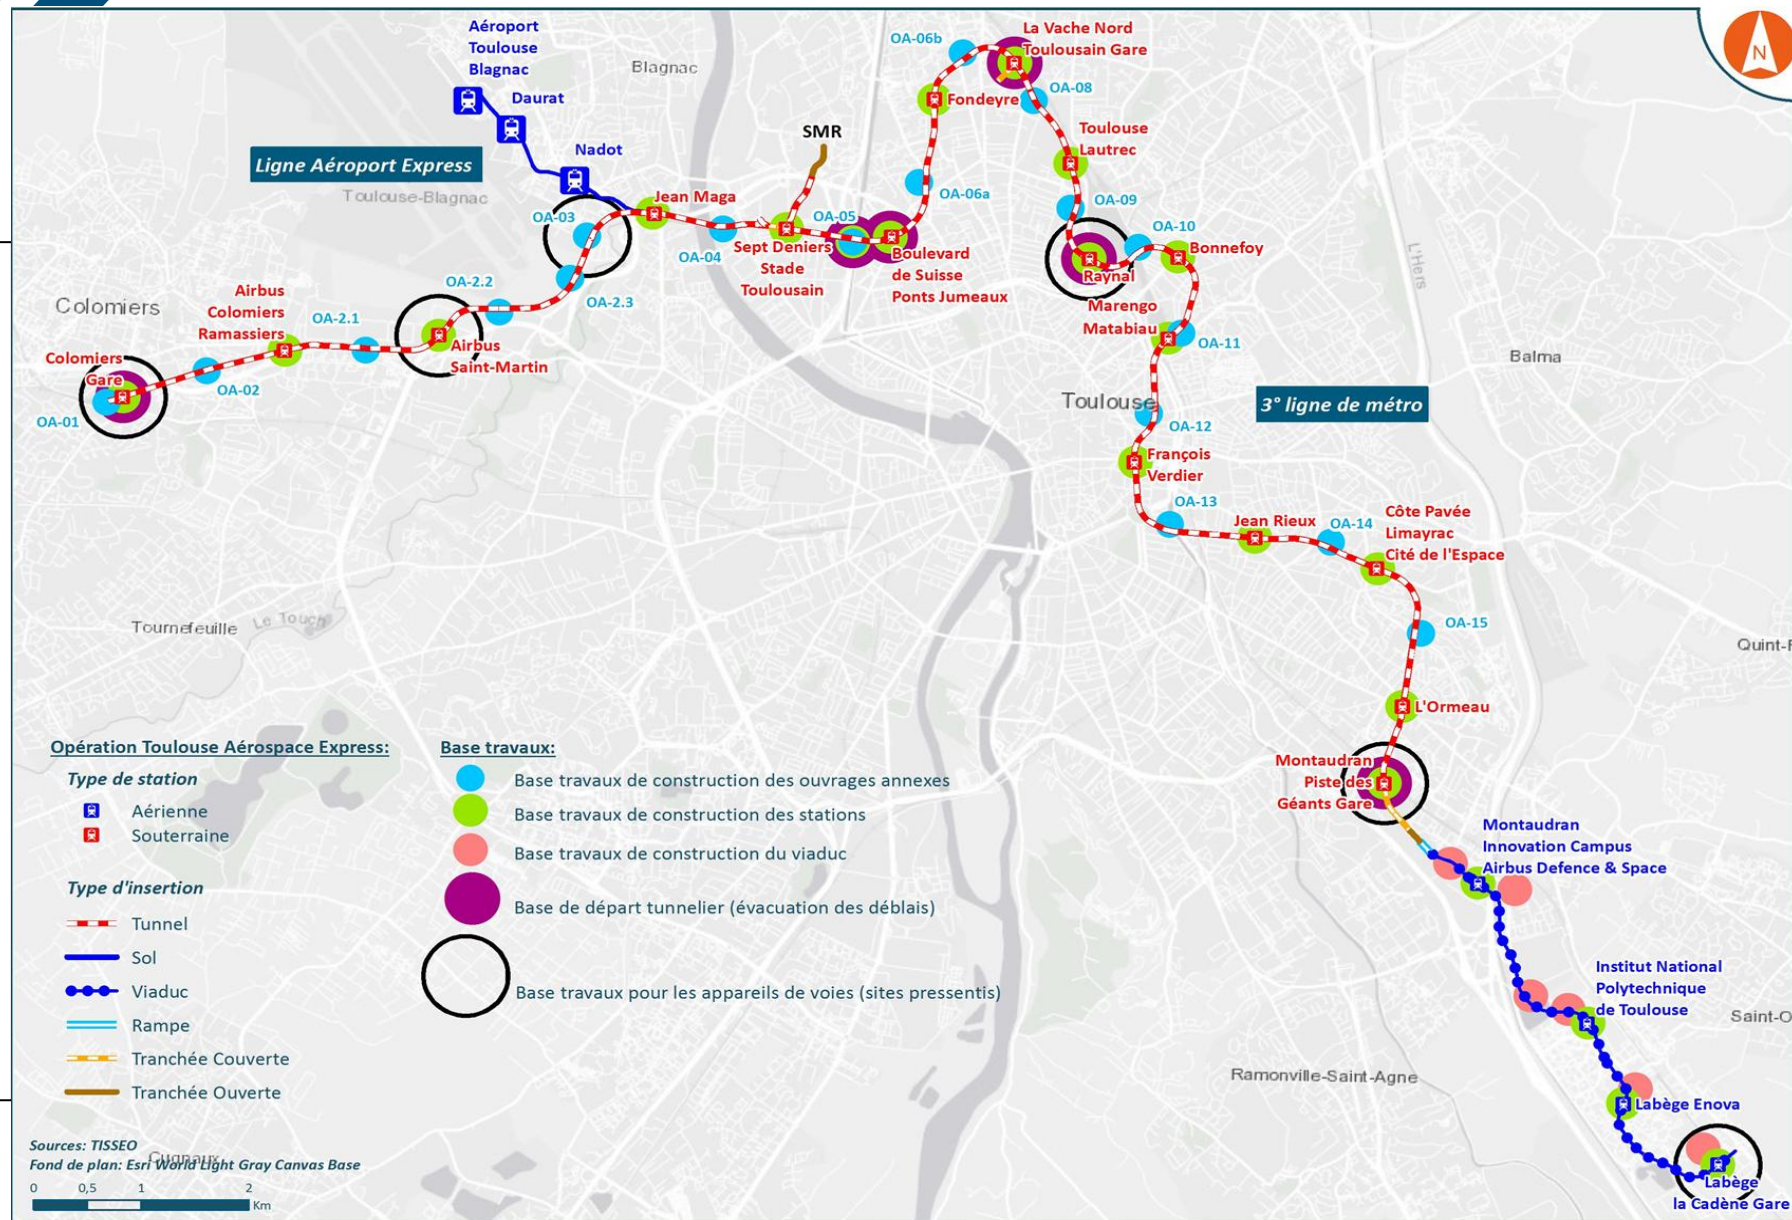 Aéroport
Toulouse
Blagnac
Daurat
Nadot
Blagnac
Ligne Aéroport Express
Toulouse-Blagnac
SMR
OA-06b
La Vache Nord
Toulousain Gare
Fondeyre
OA-08
Toulouse
Lautrec
N
OA-03
Jean Maga
OA-04
Sept Deniers
Stade
Toulousain
OA-05
Boulevard
de Suisse
Ponts Jumeaux
OA-06a
OA-09
OA-10
Bonnefoy
Raynal
Marengo
Matabiau
OA-11
L'Hers
Colomiers
Airbus
Colomiers
Ramassiers
OA-2.1
OA-2.2
OA-2.3
Airbus
Saint-Martin
Colomiers
Gare
OA-01
OA-02
Toulouse
3° ligne de métro
Balma
OA-12
François
Verdier
OA-13
Jean Rieux
OA-14
Côte Pavée
Limayrac
Cité de l'Espace
Tournefeuille
Le Touch
OA-15
Quint-F
L'Ormeau
Montaudran
Piste des
Géants Gare
Montaudran
Innovation Campus
Airbus Defence & Space
Institut National
Polytechnique
de Toulouse
Saint-O
Ramonville-Saint-Agne
Labège Enova
Labège
la Cadène Gare
Opération Toulouse Aérospace Express:
Type de station
Aérienne
Souterraine
Type d'insertion
Tunnel
Sol
Viaduc
Rampe
Tranchée Couverte
Tranchée Ouverte
Base travaux:
Base travaux de construction des ouvrages annexes
Base travaux de construction des stations
Base travaux de construction du viaduc
Base de départ tunnelier (évacuation des déblais)
Base travaux pour les appareils de voies (sites pressentis)
Sources: TISSEO
Cugnaux
Fond de plan: Esri World Light Gray Canvas Base
0 0,5 1 2
Km